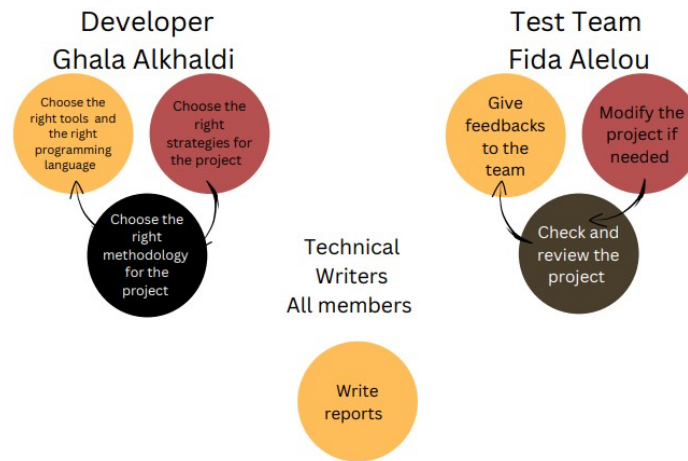 Developer
Ghala Alkhaldi
Choose the
right tools and
the right
programming
language
Choose the
right
strategies for
the project
Choose the
right
methodology
for the
project
Test Team
Fida Alelou
Give
feedbacks
to the
team
Modify the
project if
needed
Check and
review the
project
Technical
Writers
All members
Write
reports